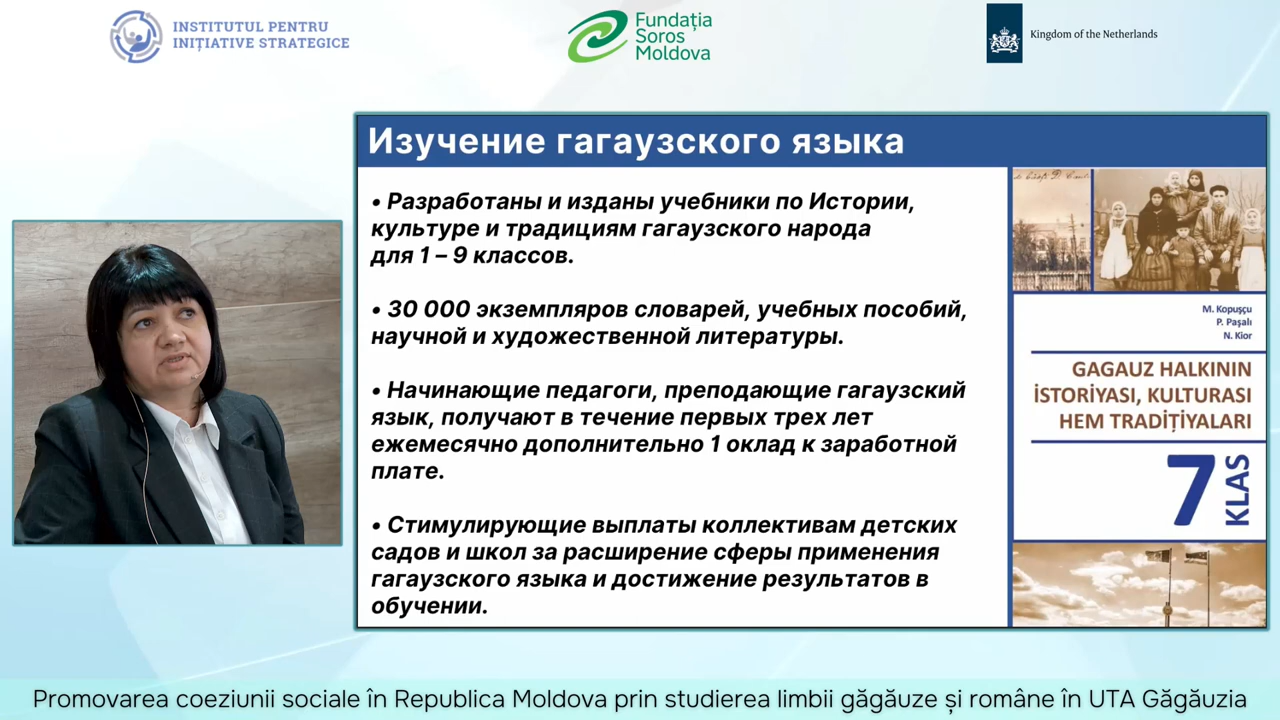 INSTITUTUL PENTRU
INIȚIATIVE STRATEGICE
Fundația
Soros
Moldova
Kingdom of the Netherlands
Изучение гагаузского языка
• Разработаны и изданы учебники по Истории,
культуре и традициям гагаузского народа
для 1 – 9 классов.
• 30 000 экземпляров словарей, учебных пособий,
научной и художественной литературы.
• Начинающие педагоги, преподающие гагаузский
язык, получают в течение первых трех лет
ежемесячно дополнительно 1 оклад к заработной
плате.
• Стимулирующие выплаты коллективам детских
садов и школ за расширение сферы применения
гагаузского языка и достижение результатов в
обучении.
M. Kopuşçu
P. Paşalı
N. Kior
GAGAUZ HALKININ
İSTORİYASI, KULTURASI
HEM TRADİȚİYALARI
7 KLAS
Promovarea coeziunii sociale în Republica Moldova prin studierea limbii găgăuze și române în UTA Găgăuzia